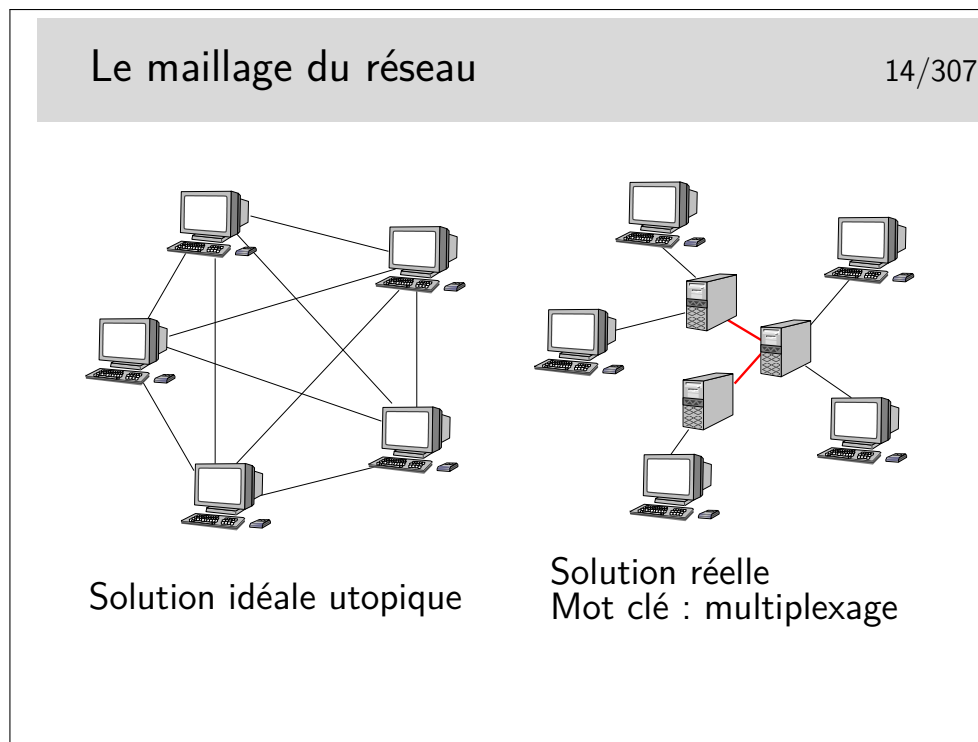 Le maillage du réseau
14/307
Solution idéale utopique
Solution réelle
Mot clé : multiplexage